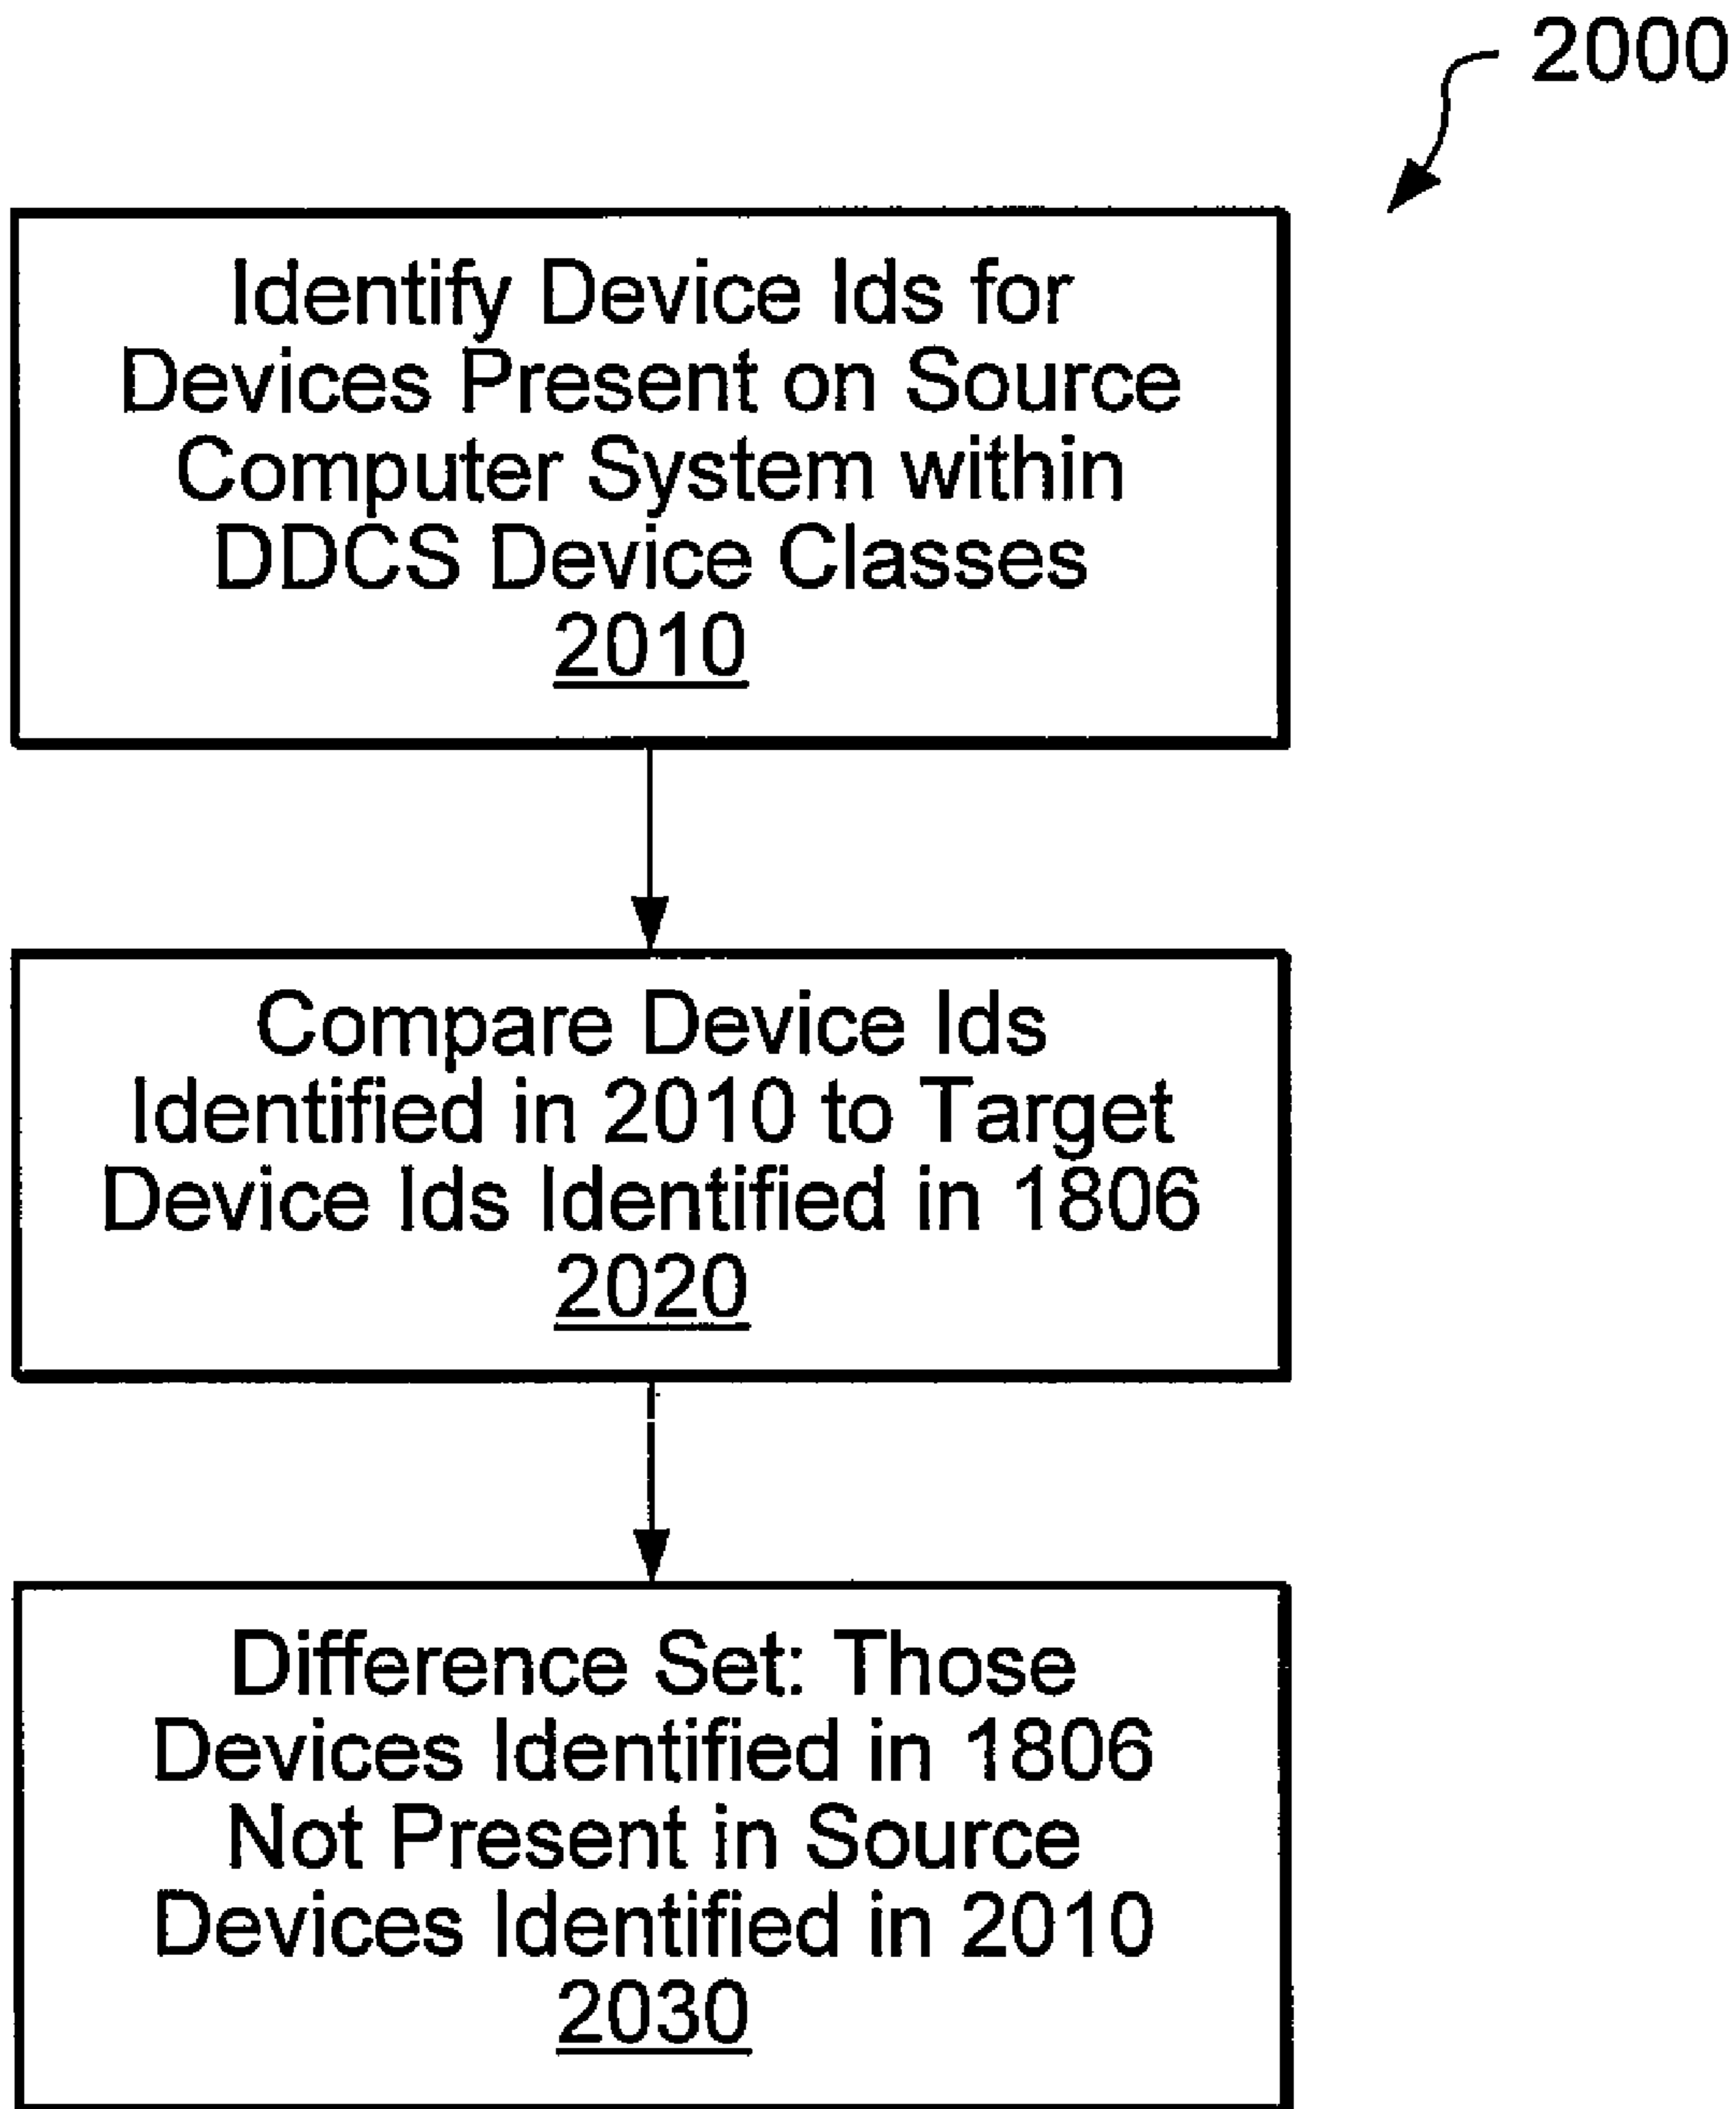 2000
Identify Device Ids for
Devices Present on Source
Computer System within
DDCS Device Classes
2010
Compare Device Ids
Identified in 2010 to Target
Device Ids Identified in 1806
2020
Difference Set: Those
Devices Identified in 1806
Not Present in Source
Devices Identified in 2010
2030